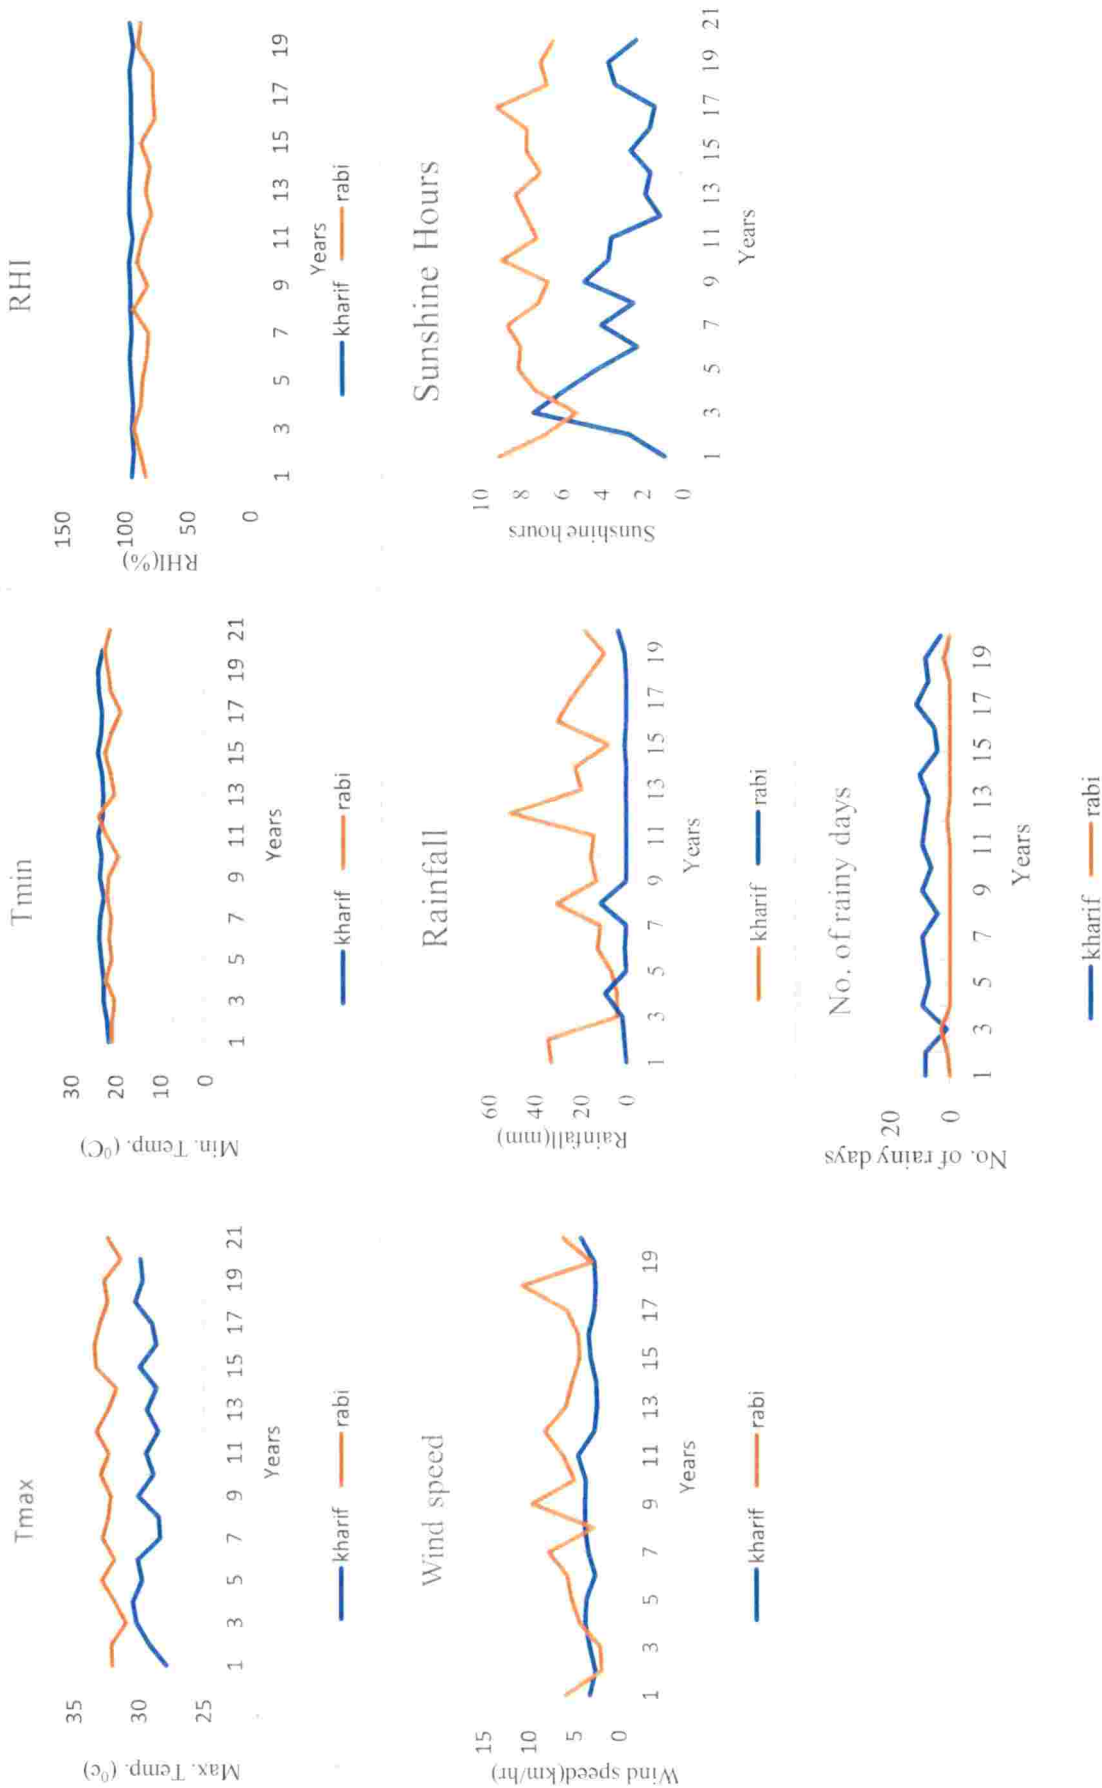 Tmax
Max. Temp. (⁰c)
35
30
25
1 3 5 7 9 11 13 15 17 19 21
Years
kharif rabi
Tmin
Min. Temp. (⁰C)
30
20
10
0
1 3 5 7 9 11 13 15 17 19 21
Years
kharif rabi
RHI
RHI(%)
150
100
50
0
1 3 5 7 9 11 13 15 17 19
Years
kharif rabi
Wind speed
Wind speed(km/hr)
15
10
5
0
1 3 5 7 9 11 13 15 17 19
Years
kharif rabi
Rainfall
Rainfall(mm)
60
40
20
0
1 3 5 7 9 11 13 15 17 19
Years
kharif rabi
Sunshine Hours
Sunshine hours
10
8
6
4
2
0
1 3 5 7 9 11 13 15 17 19 21
Years
No. of rainy days
No. of rainy days
20
0
1 3 5 7 9 11 13 15 17 19
Years
kharif rabi